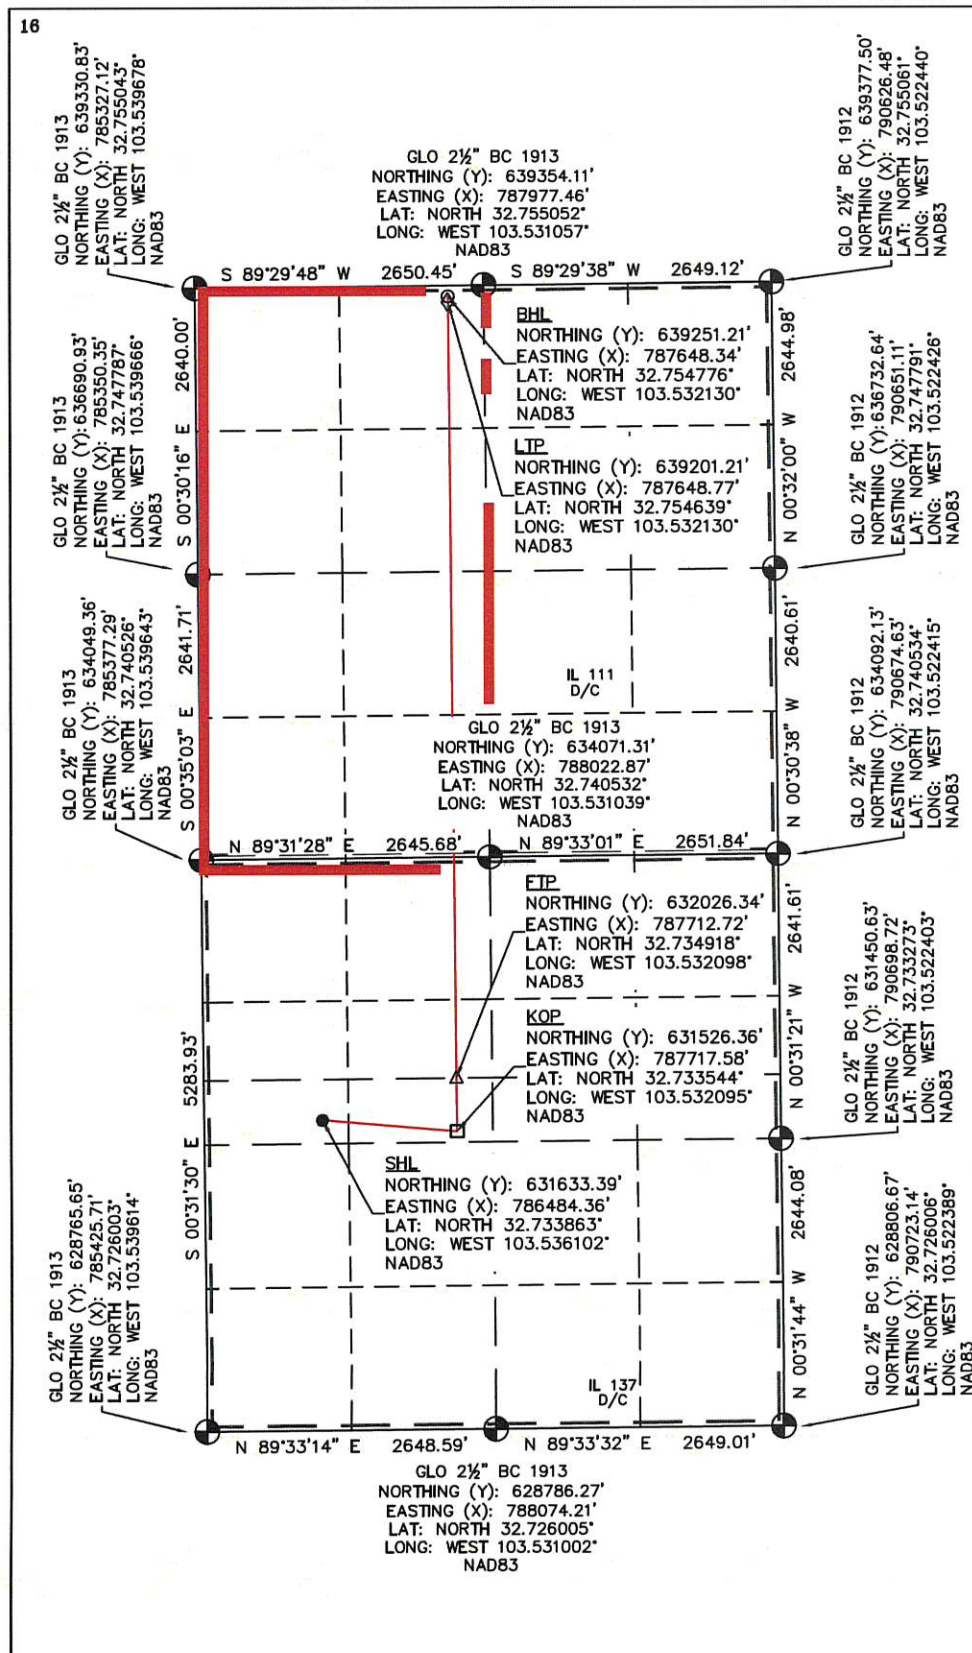 16
GLO 2½" BC 1913
NORTHING (Y): 639330.83'
EASTING (X): 785327.12'
LAT: NORTH 32.755043°
LONG: WEST 103.539678°
NAD83
GLO 2½" BC 1913
NORTHING (Y): 639354.11'
EASTING (X): 787977.46'
LAT: NORTH 32.755052°
LONG: WEST 103.531057°
NAD83
GLO 2½" BC 1912
NORTHING (Y): 639377.50'
EASTING (X): 790626.48'
LAT: NORTH 32.755061°
LONG: WEST 103.522440°
NAD83
S 89°29'48" W 2650.45'
S 89°29'38" W 2649.12'
BHL
NORTHING (Y): 639251.21'
EASTING (X): 787648.34'
LAT: NORTH 32.754776°
LONG: WEST 103.532130°
NAD83
LTP
NORTHING (Y): 639201.21'
EASTING (X): 787648.77'
LAT: NORTH 32.754639°
LONG: WEST 103.532130°
NAD83
S 00°30'16" E 2640.00'
N 00°32'00" W 2644.98'
GLO 2½" BC 1913
NORTHING (Y):636690.93'
EASTING (X): 785350.35'
LAT: NORTH 32.747787°
LONG: WEST 103.539666°
NAD83
GLO 2½" BC 1912
NORTHING (Y):636732.64'
EASTING (X): 790651.11'
LAT: NORTH 32.747791°
LONG: WEST 103.522426°
NAD83
S 00°35'03" E 2641.71'
N 00°30'38" W 2640.61'
IL 111
D/C
GLO 2½" BC 1913
NORTHING (Y): 634049.36'
EASTING (X): 785377.29'
LAT: NORTH 32.740526°
LONG: WEST 103.539643°
NAD83
GLO 2½" BC 1913
NORTHING (Y): 634071.31'
EASTING (X): 788022.87'
LAT: NORTH 32.740532°
LONG: WEST 103.531039°
NAD83
GLO 2½" BC 1912
NORTHING (Y): 634092.13'
EASTING (X): 790674.63'
LAT: NORTH 32.740534°
LONG: WEST 103.522415°
NAD83
N 89°31'28" E 2645.68'
N 89°33'01" E 2651.84'
FTP
NORTHING (Y): 632026.34'
EASTING (X): 787712.72'
LAT: NORTH 32.734918°
LONG: WEST 103.532098°
NAD83
KOP
NORTHING (Y): 631526.36'
EASTING (X): 787717.58'
LAT: NORTH 32.733544°
LONG: WEST 103.532095°
NAD83
S 00°31'30" E 5283.93'
N 00°31'21" W 2641.61'
GLO 2½" BC 1912
NORTHING (Y): 631450.63'
EASTING (X): 790698.72'
LAT: NORTH 32.733273°
LONG: WEST 103.522403°
NAD83
SHL
NORTHING (Y): 631633.39'
EASTING (X): 786484.36'
LAT: NORTH 32.733863°
LONG: WEST 103.536102°
NAD83
N 00°31'44" W 2644.08'
GLO 2½" BC 1913
NORTHING (Y): 628765.65'
EASTING (X): 785425.71'
LAT: NORTH 32.726003°
LONG: WEST 103.539614°
NAD83
GLO 2½" BC 1912
NORTHING (Y): 628806.67'
EASTING (X): 790723.14'
LAT: NORTH 32.726006°
LONG: WEST 103.522389°
NAD83
IL 137
D/C
N 89°33'14" E 2648.59'
N 89°33'32" E 2649.01'
GLO 2½" BC 1913
NORTHING (Y): 628786.27'
EASTING (X): 788074.21'
LAT: NORTH 32.726005°
LONG: WEST 103.531002°
NAD83